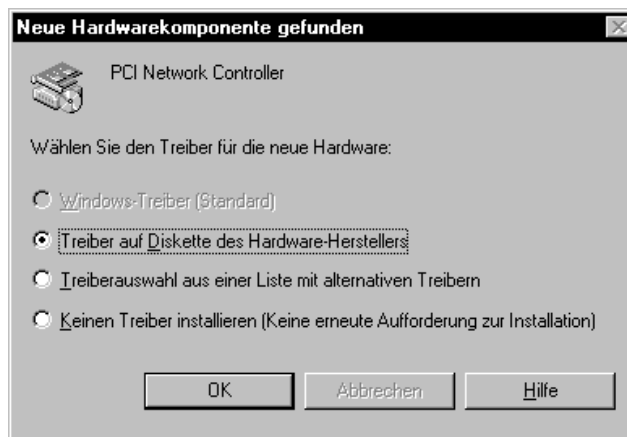 Neue Hardwarekomponente gefunden
PCI Network Controller
Wählen Sie den Treiber für die neue Hardware:
Windows-Treiber (Standard)
Treiber auf Diskette des Hardware-Herstellers
Treiberauswahl aus einer Liste mit alternativen Treibern
Keinen Treiber installieren (Keine erneute Aufforderung zur Installation)
OK Abbrechen Hilfe